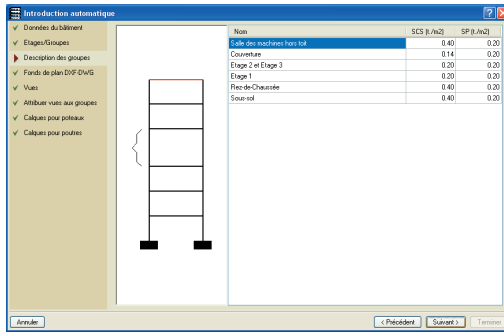 Introduction automatique
Données du bâtiment
Etages/Groupes
Description des groupes
Fonds de plan DXF-DWG
Vues
Attribuer vues aux groupes
Calques pour poteaux
Calques pour poutres
Nom SCS (t./m2) SP (t./m2)
Salle des machines hors toit 0.40 0.20
Couverture 0.14 0.20
Etage 2 et Etage 3 0.20 0.20
Etage 1 0.20 0.20
Rez-de-Chaussée 0.40 0.20
Sous-sol 0.40 0.20
Annuler < Précédent Suivant > Terminer